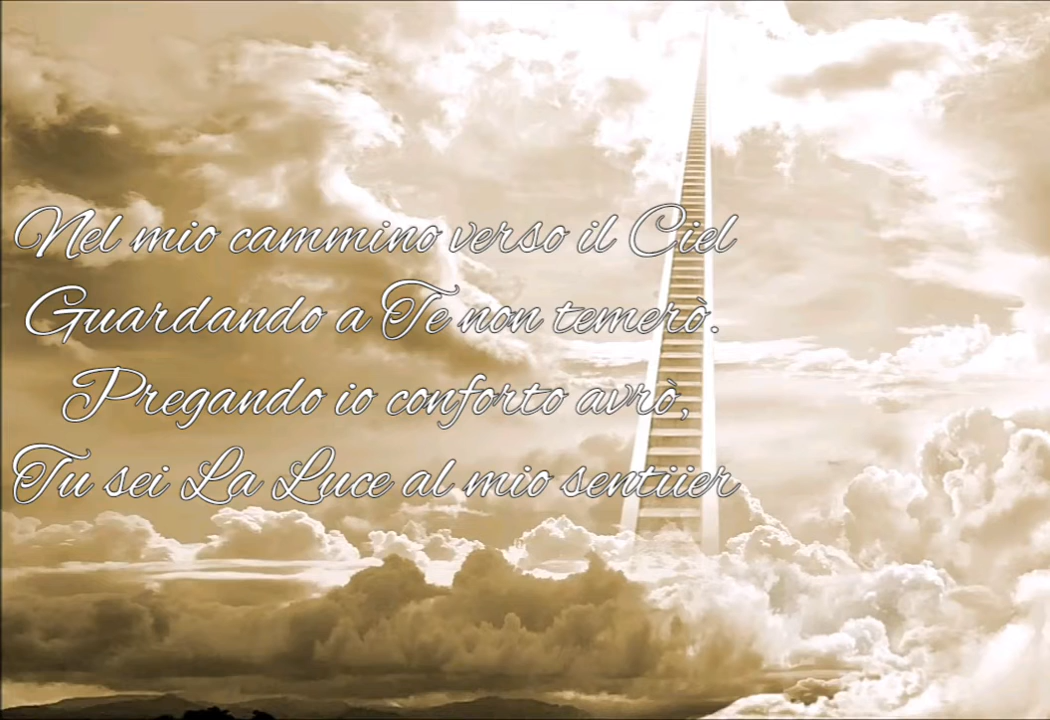 Nel mio cammino verso il Ciel
Guardando a Te non temerò.
Pregando io conforto avrò,
Tu sei La Luce al mio sentiier